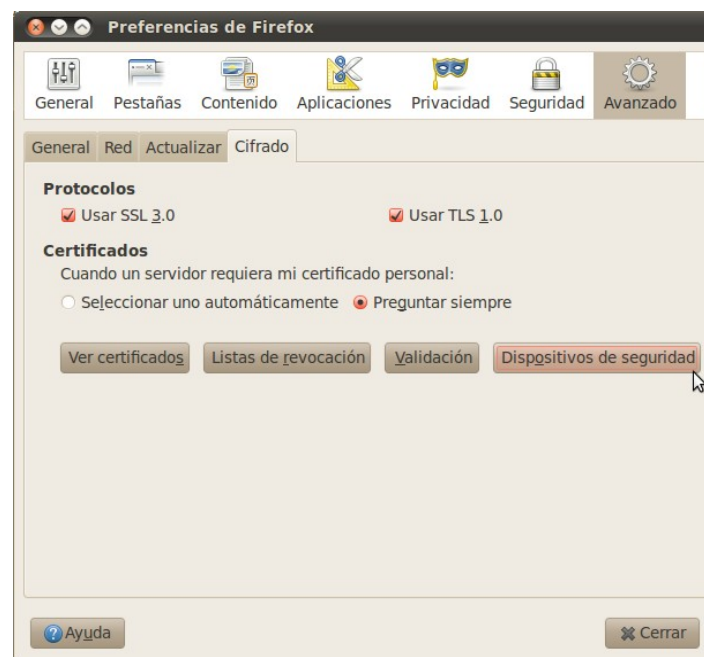 Preferencias de Firefox
General Pestañas Contenido Aplicaciones Privacidad Seguridad Avanzado
General Red Actualizar Cifrado
Protocolos
Usar SSL 3.0 Usar TLS 1.0
Certificados
Cuando un servidor requiera mi certificado personal:
Seleccionar uno automáticamente Preguntar siempre
Ver certificados Listas de revocación Validación Dispositivos de seguridad
Ayuda Cerrar